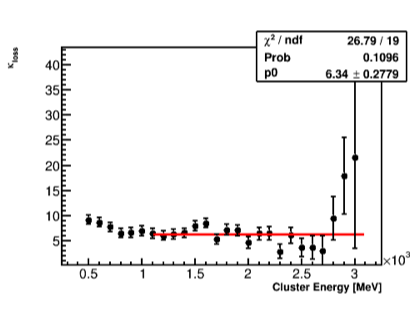 χ² / ndf 26.79 / 19
Prob 0.1096
p0 6.34 ± 0.2779
κloss
40
35
30
25
20
15
10
5
0.5 1 1.5 2 2.5 3
×10³
Cluster Energy [MeV]